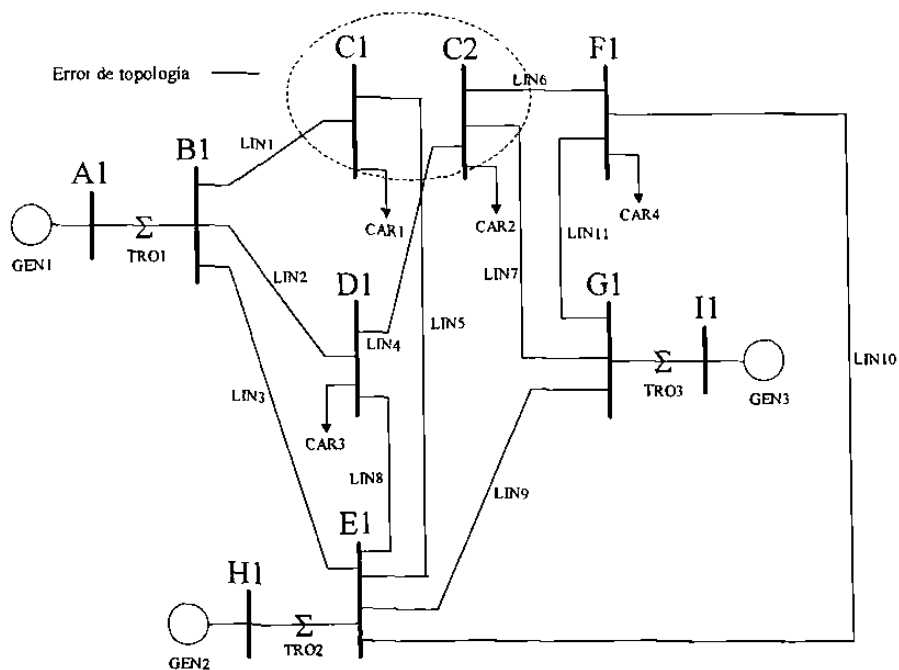 C1
C2
F1
Error de topología
LIN6
LIN1
B1
A1
CAR1
CAR2
CAR4
GEN1
TRO1
LIN11
LIN2
LIN7
D1
G1
I1
LIN4
LIN5
LIN10
LIN3
TRO3
GEN3
CAR3
LIN8
LIN9
E1
H1
GEN2
TRO2